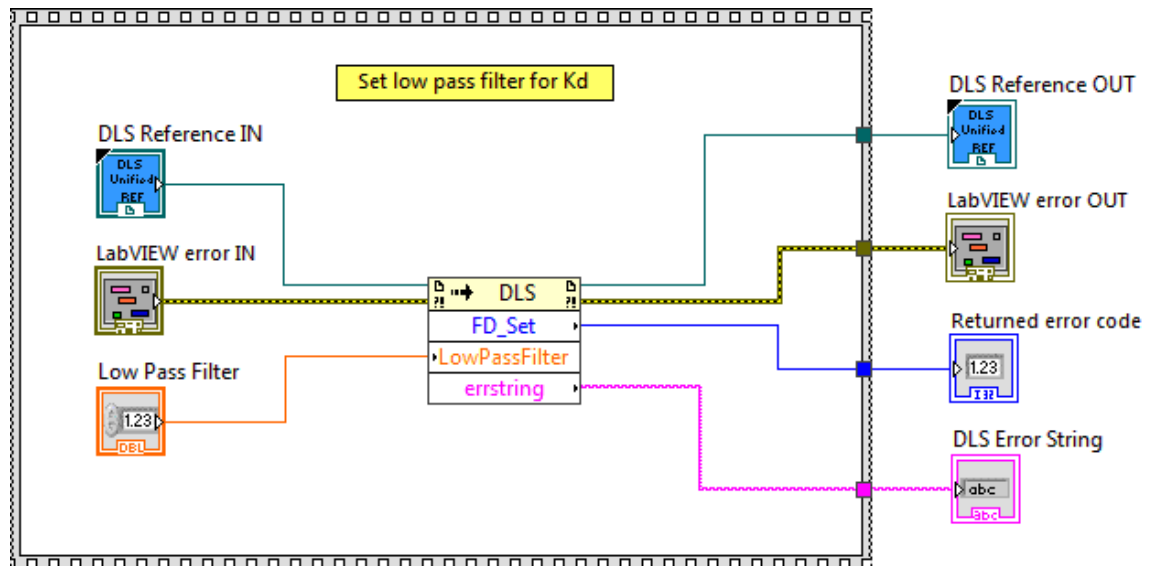 Set low pass filter for Kd
DLS Reference IN
DLS
Unified
REF
LabVIEW error IN
?!
Low Pass Filter
1.23
DBL
DLS
?!
?!
FD_Set
LowPassFilter
errstring
DLS Reference OUT
DLS
Unified
REF
LabVIEW error OUT
Returned error code
1.23
I32
DLS Error String
abc
abc